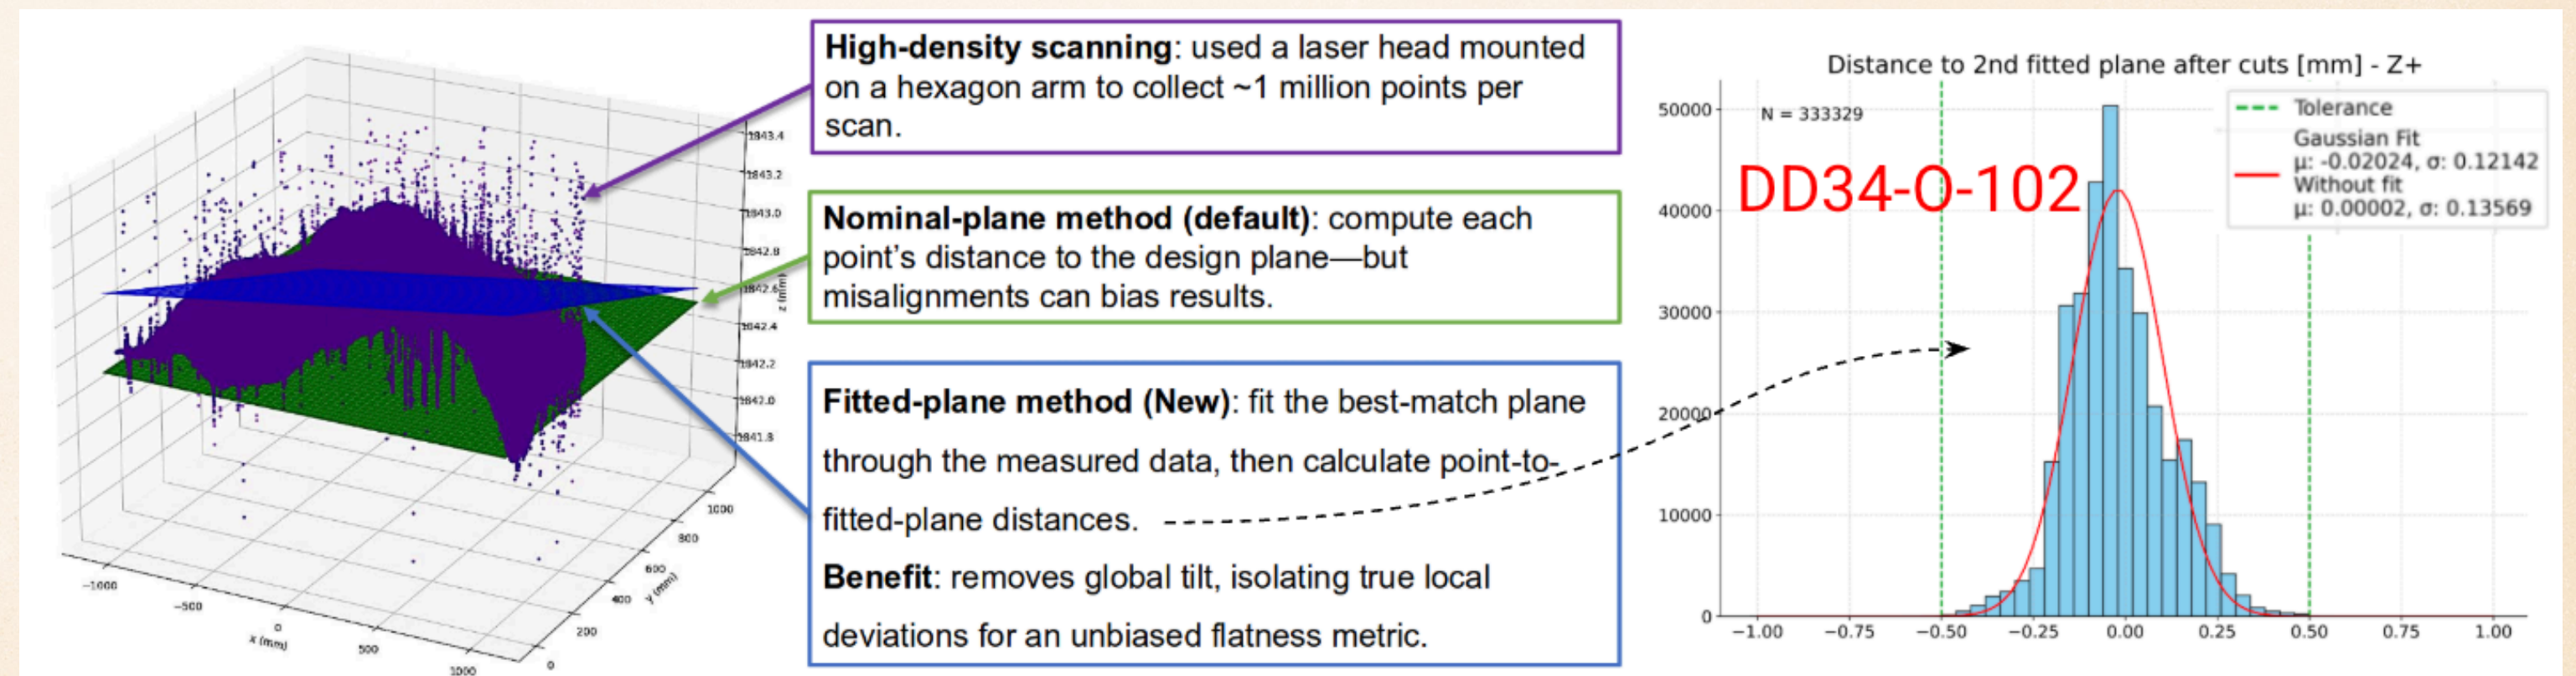 1843.4
1843.2
1843.0
1842.8
1842.6
1842.4
1842.2
1842.0
1841.8
z (mm)
1000
800
600
400
200
0
y (mm)
−1000
−500
0
500
1000
x (mm)
High-density scanning: used a laser head mounted
on a hexagon arm to collect ~1 million points per
scan.
Nominal-plane method (default): compute each
point’s distance to the design plane—but
misalignments can bias results.
Fitted-plane method (New): fit the best-match plane
through the measured data, then calculate point-to-
fitted-plane distances.
Benefit: removes global tilt, isolating true local
deviations for an unbiased flatness metric.
Distance to 2nd fitted plane after cuts [mm] - Z+
N = 333329
DD34-O-102
Tolerance
Gaussian Fit
μ: -0.02024, σ: 0.12142
Without fit
μ: 0.00002, σ: 0.13569
50000
40000
30000
20000
10000
0
−1.00 −0.75 −0.50 −0.25 0.00 0.25 0.50 0.75 1.00